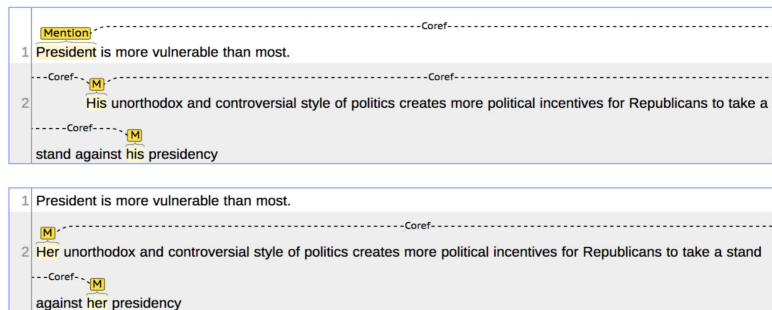 Coref
Mention
1 President is more vulnerable than most.
Coref M Coref
2 His unorthodox and controversial style of politics creates more political incentives for Republicans to take a
Coref M
stand against his presidency
1 President is more vulnerable than most.
M Coref
2 Her unorthodox and controversial style of politics creates more political incentives for Republicans to take a stand
Coref M
against her presidency